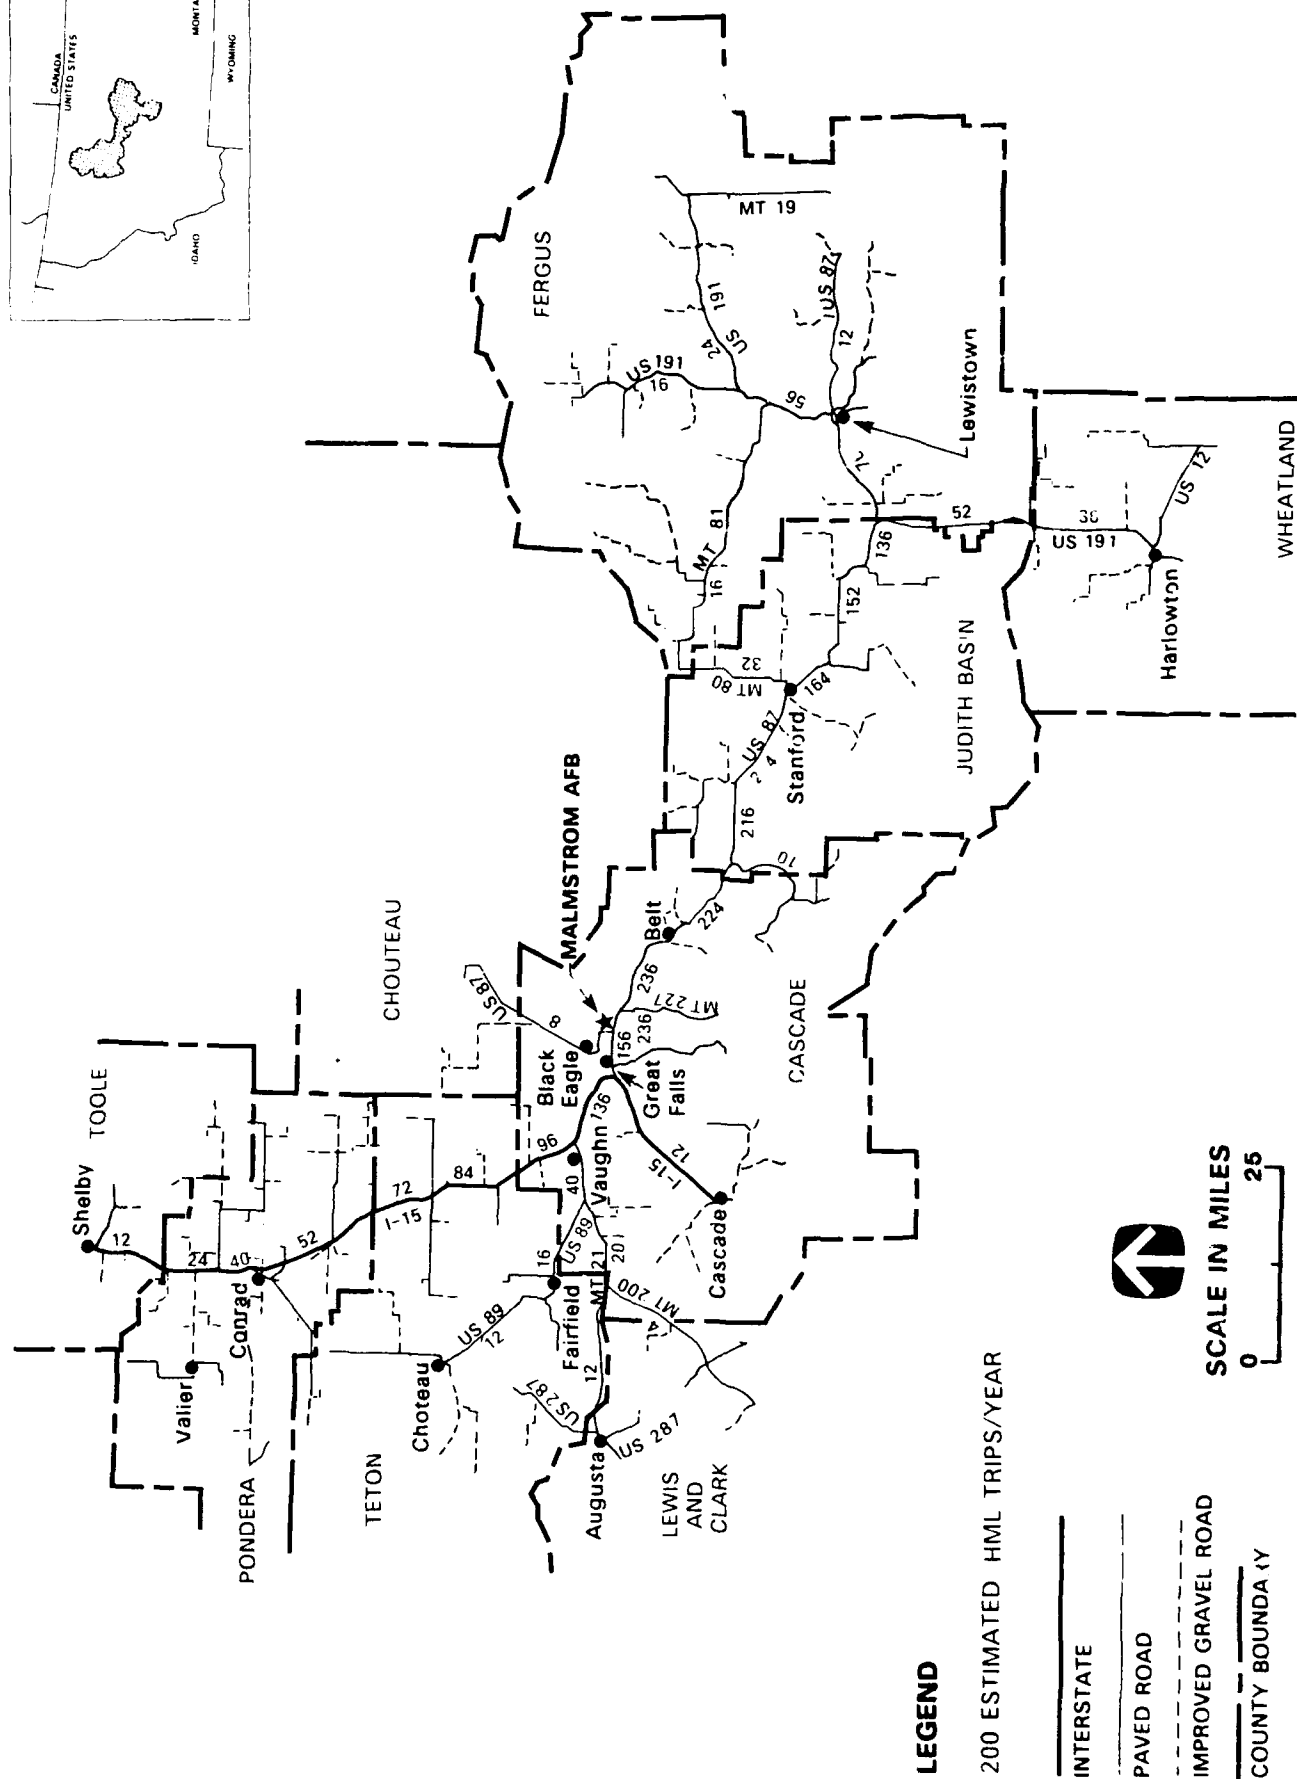 CANADA
UNITED STATES
MONTA
WYOMING
IDAHO
Shelby
TOOLE
12
24
40
52
Conrad
Valier
PONDERA
72
I-15
84
96
TETON
Choteau
US 89
12
Fairfield
16
US 89
40
Vaughn
136
CHOUTEAU
US 87
8
Black
Eagle
MALMSTROM AFB
Great
Falls
156
236
236
MT 227
Belt
224
CASCADE
I-15
12
Cascade
MT 21
20
MT 200
4
12
US 287
Augusta
US 287
LEWIS
AND
CLARK
70
216
US 87
Stanford
164
MT 80
32
152
136
JUDITH BASIN
FERGUS
MT 81
16
US 191
16
US 191
24
MT 19
56
US 87
12
Lewistown
52
US 191
US 12
Harlowton
WHEATLAND
LEGEND
200 ESTIMATED HML TRIPS/YEAR
INTERSTATE
PAVED ROAD
IMPROVED GRAVEL ROAD
COUNTY BOUNDARY
SCALE IN MILES
0 25